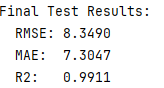 Final Test Results:
  RMSE: 8.3490
  MAE:  7.3047
  R2:   0.9911